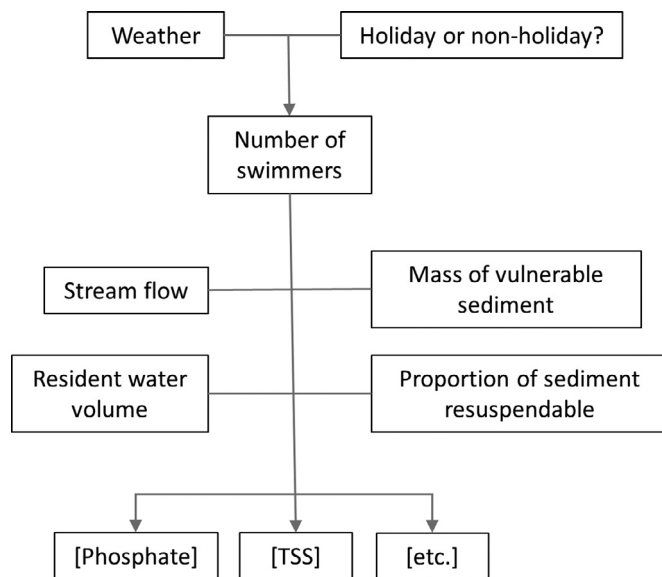 Weather
Holiday or non-holiday?
Number of
swimmers
Stream flow
Mass of vulnerable
sediment
Resident water
volume
Proportion of sediment
resuspendable
[Phosphate]
[TSS]
[etc.]